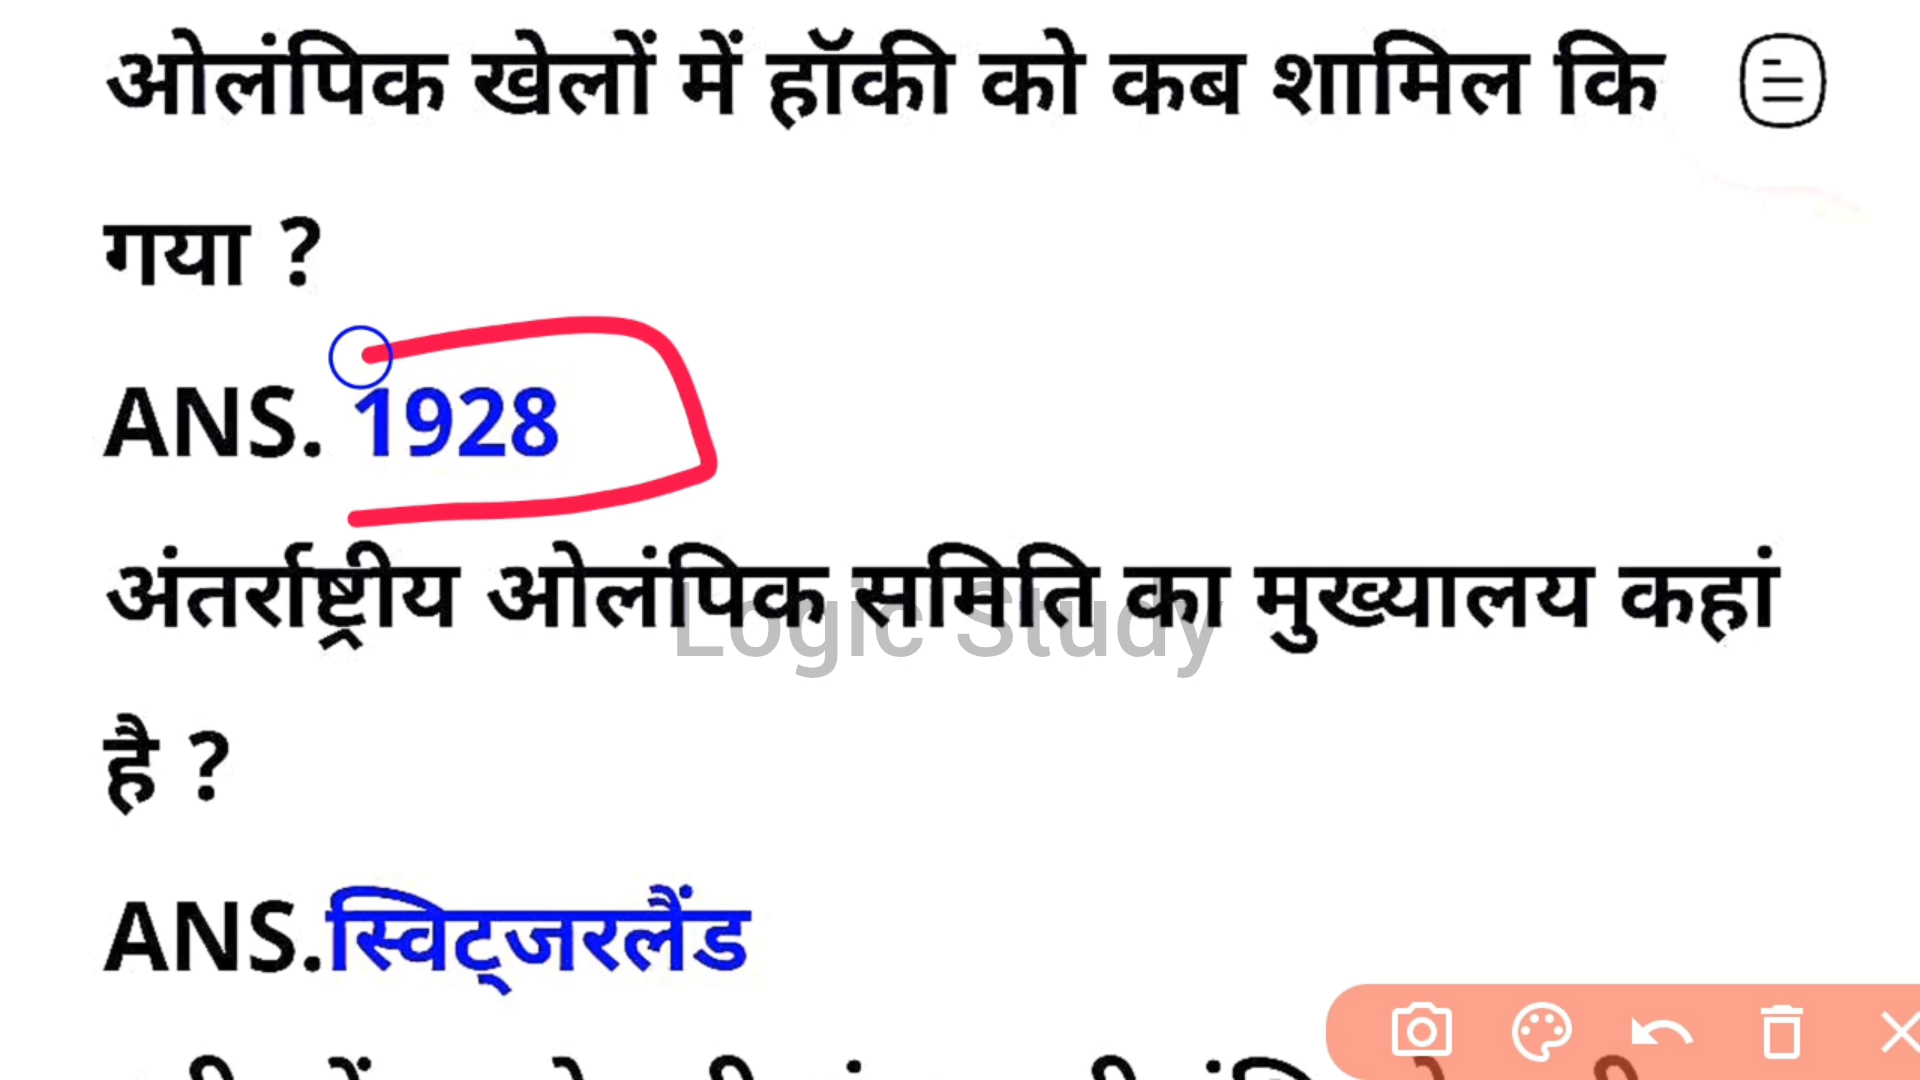 ओलंपिक खेलों में हॉकी को कब शामिल कि
गया ?
ANS. 1928
अंतर्राष्ट्रीय ओलंपिक समिति का मुख्यालय कहां
Logic Study
है ?
ANS.स्विट्जरलैंड